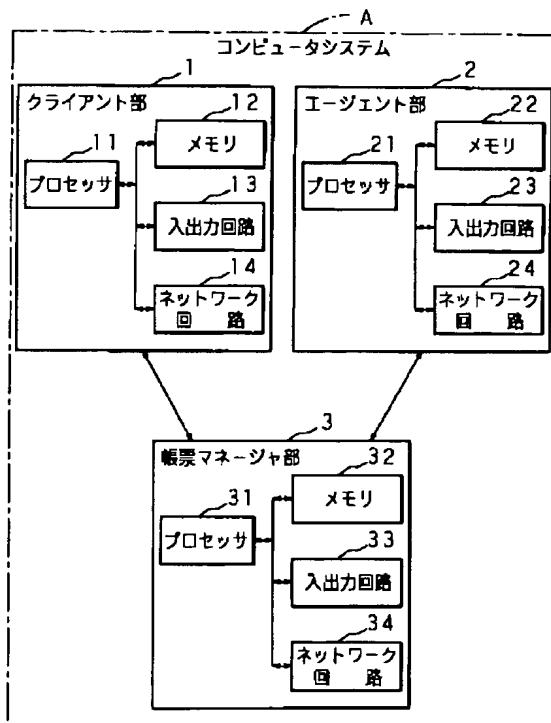 A
コンピュータシステム
1
クライアント部
12
メモリ
11
プロセッサ
13
入出力回路
14
ネットワーク
回 路
2
エージェント部
22
メモリ
21
プロセッサ
23
入出力回路
24
ネットワーク
回 路
3
帳票マネージャ部
32
メモリ
31
プロセッサ
33
入出力回路
34
ネットワーク
回 路